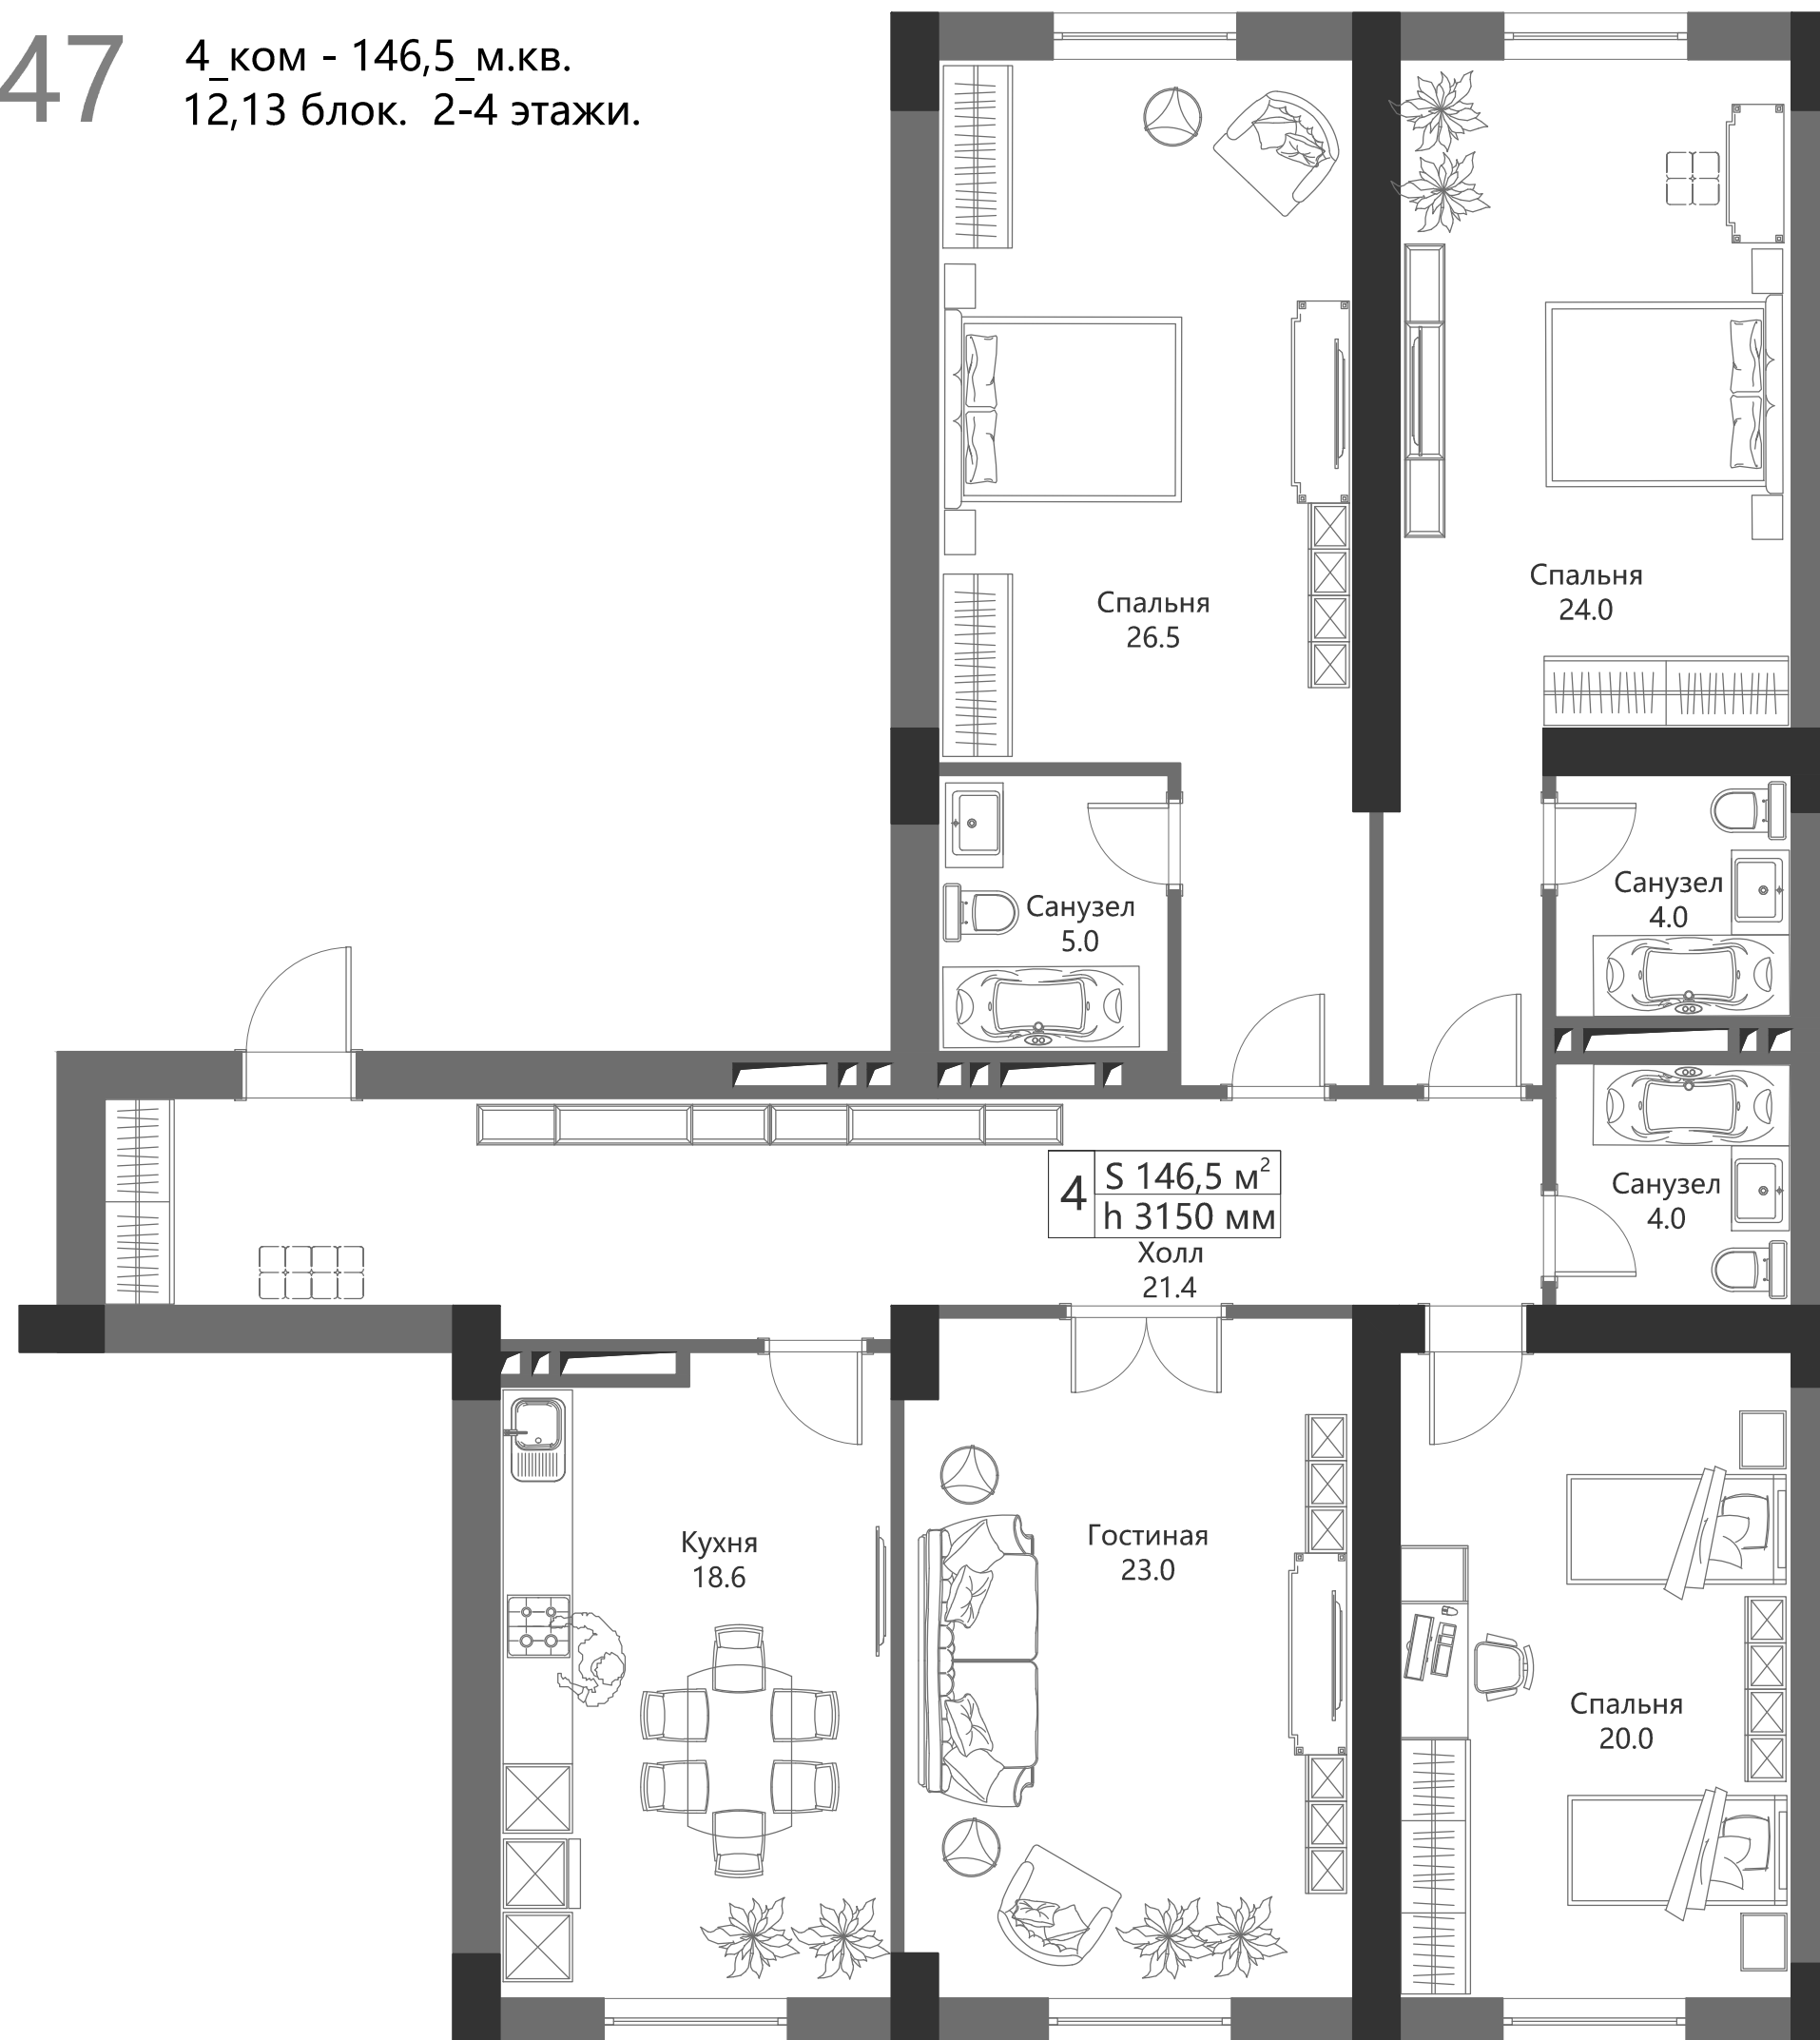 47
4_ком - 146,5_м.кв.
12,13 блок. 2-4 этажи.
Спальня
26.5
Спальня
24.0
Санузел
5.0
Санузел
4.0
Санузел
4.0
4
S 146,5 м²
h 3150 мм
Холл
21.4
Кухня
18.6
Гостиная
23.0
Спальня
20.0